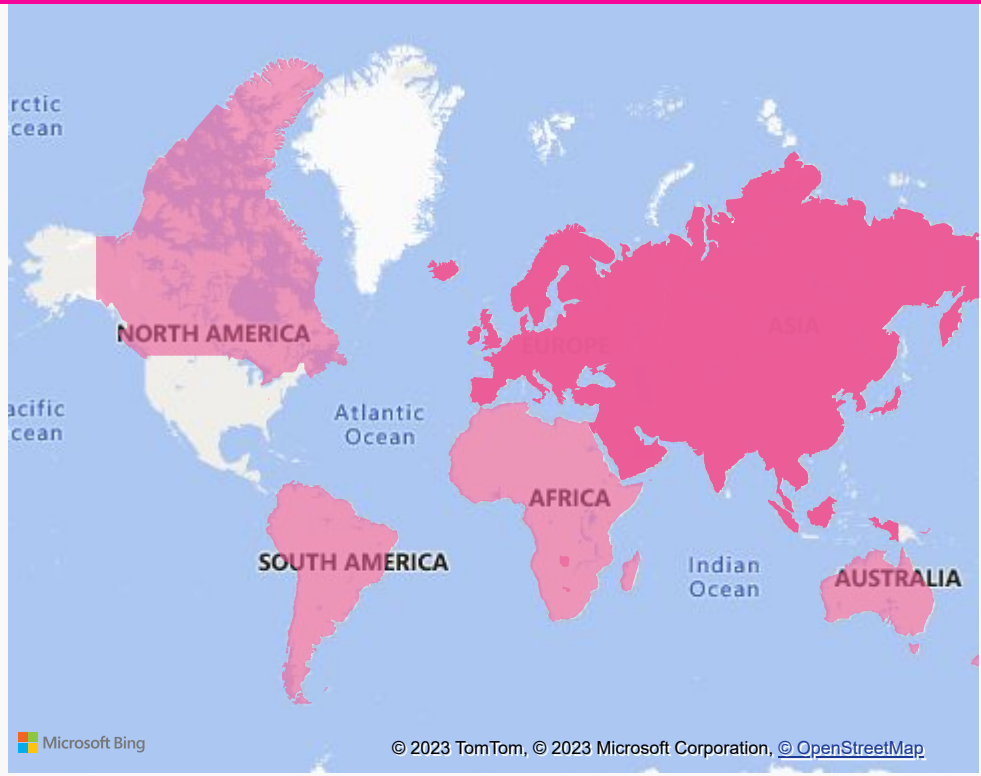 rctic
cean
NORTH AMERICA
EUROPE
ASIA
acific
cean
Atlantic
Ocean
AFRICA
SOUTH AMERICA
Indian
Ocean
AUSTRALIA
Microsoft Bing
© 2023 TomTom, © 2023 Microsoft Corporation, © OpenStreetMap